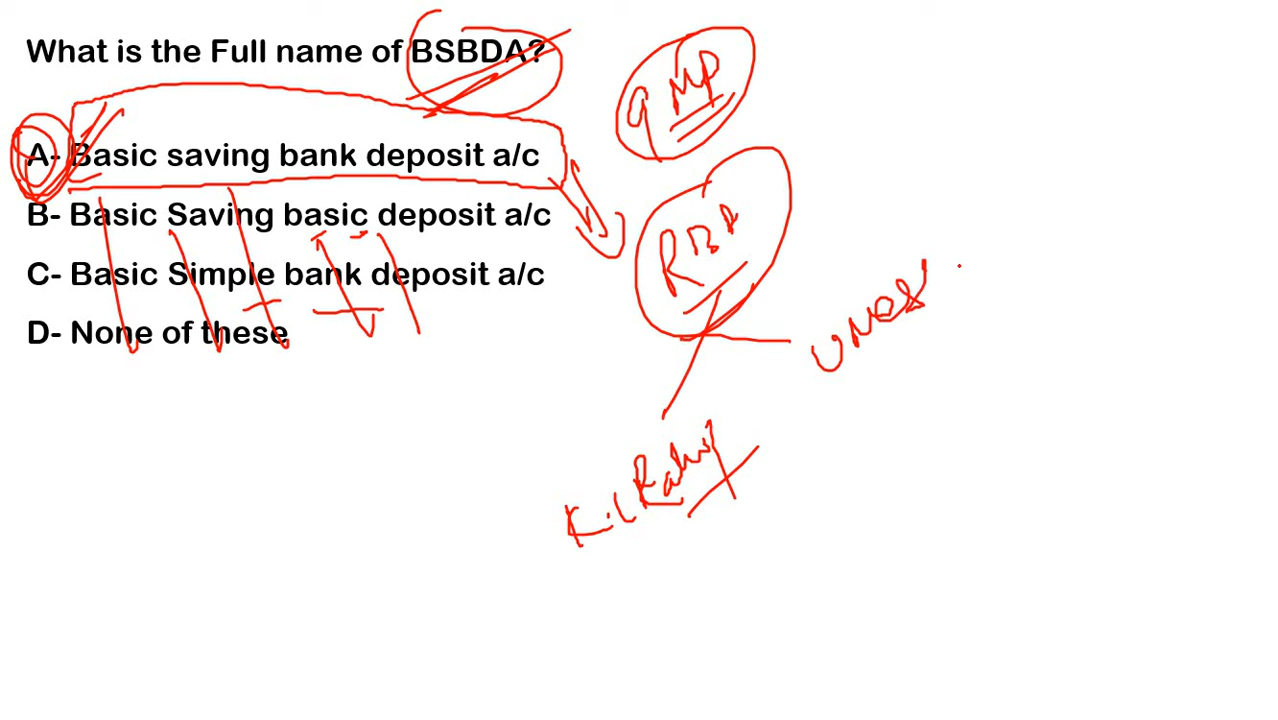 What is the Full name of BSBDA?
A- Basic saving bank deposit a/c
B- Basic Saving basic deposit a/c
C- Basic Simple bank deposit a/c
D- None of these
K.L Rahul